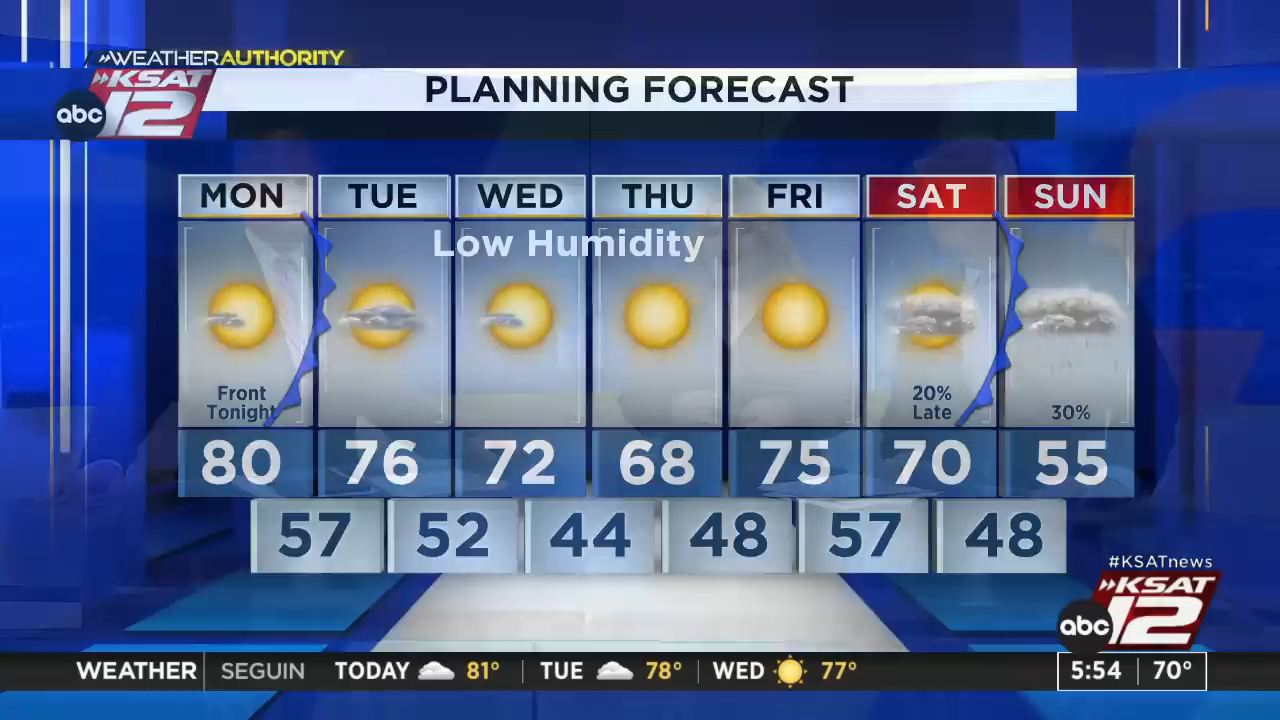 »WEATHERAUTHORITY
»KSAT
abc 12
PLANNING FORECAST
MON TUE WED THU FRI SAT SUN
Low Humidity
Front
Tonight
20%
Late
30%
80 76 72 68 75 70 55
57 52 44 48 57 48
#KSATnews
»KSAT
abc 12
WEATHER SEGUIN TODAY 81° TUE 78° WED 77° 5:54 70°